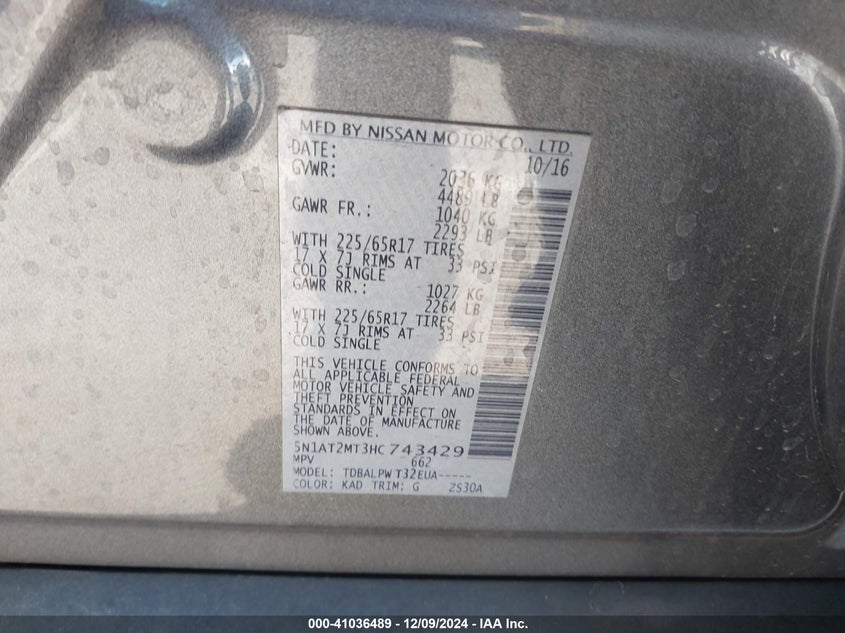 MFD BY NISSAN MOTOR CO., LTD.
DATE: 10/16
GVWR: 2036 KG
4489 LB
GAWR FR.: 1040 KG
2293 LB
WITH 225/65R17 TIRES
17 X 7J RIMS AT 33 PSI
COLD SINGLE
GAWR RR.: 1027 KG
2264 LB
WITH 225/65R17 TIRES
17 X 7J RIMS AT 33 PSI
COLD SINGLE
THIS VEHICLE CONFORMS TO
ALL APPLICABLE FEDERAL
MOTOR VEHICLE SAFETY AND
THEFT PREVENTION
STANDARDS IN EFFECT ON
THE DATE OF MANUFACTURE
SHOWN ABOVE.
5N1AT2MT3HC743429
MPV 662
MODEL: TDBALPW T32EUA-----
COLOR: KAD TRIM: G 2S30A
000-41036489 - 12/09/2024 - IAA Inc.